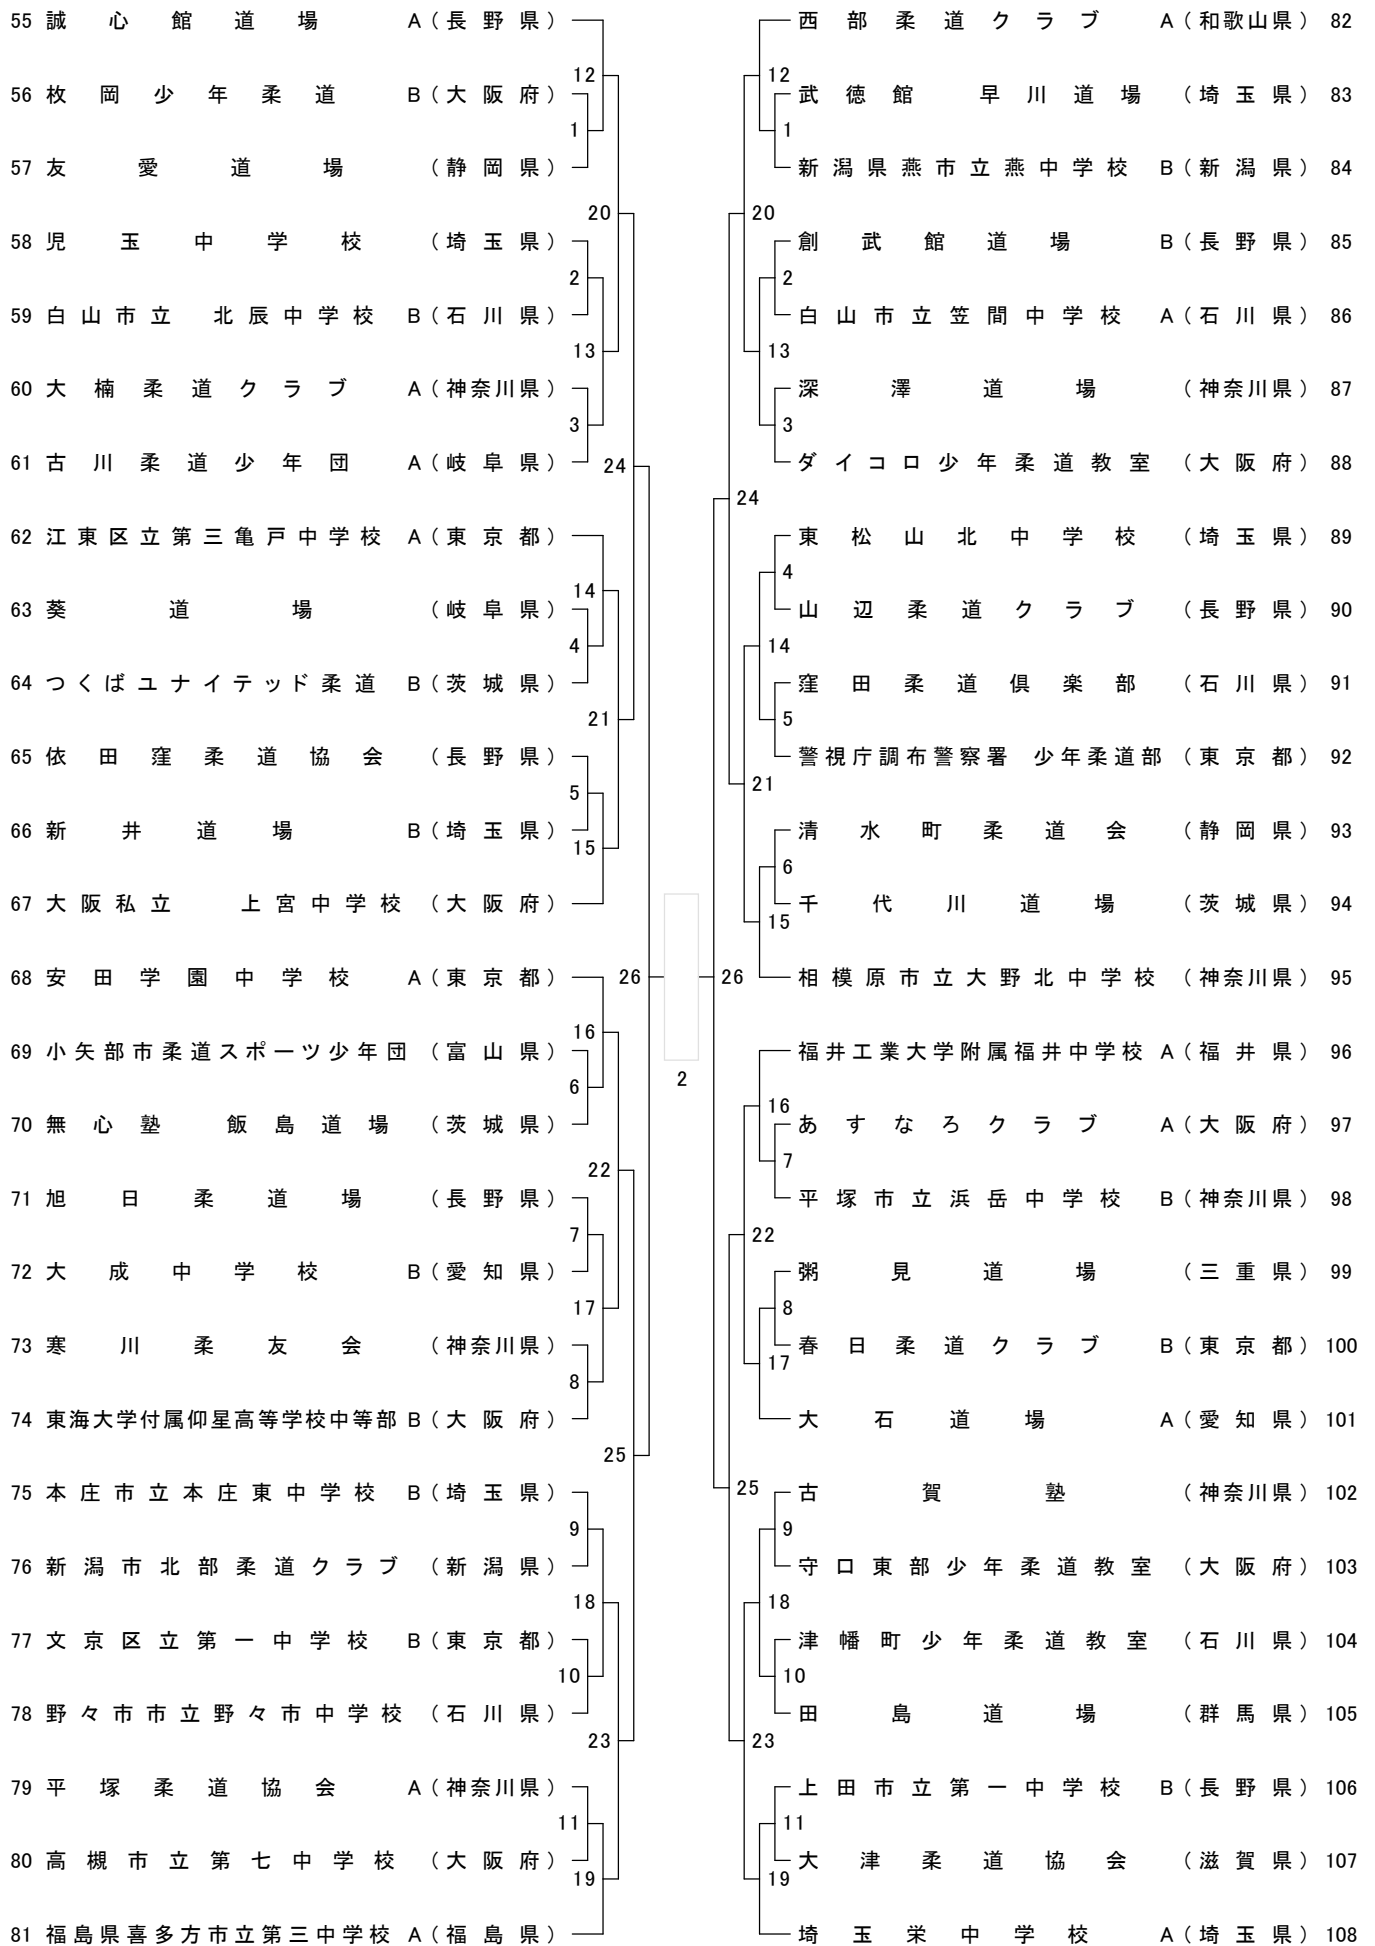 55 誠心館道場 A（長野県）
56 枚岡少年柔道 B（大阪府）
57 友愛道場（静岡県）
58 児玉中学校（埼玉県）
59 白山市立 北辰中学校 B（石川県）
60 大楠柔道クラブ A（神奈川県）
61 古川柔道少年団 A（岐阜県）
62 江東区立第三亀戸中学校 A（東京都）
63 葵道場（岐阜県）
64 つくばユナイテッド柔道 B（茨城県）
65 依田窪柔道協会（長野県）
66 新井道場 B（埼玉県）
67 大阪私立 上宮中学校（大阪府）
68 安田学園中学校 A（東京都）
69 小矢部市柔道スポーツ少年団（富山県）
70 無心塾 飯島道場（茨城県）
71 旭日柔道場（長野県）
72 大成中学校 B（愛知県）
73 寒川柔友会（神奈川県）
74 東海大学付属仰星高等学校中等部 B（大阪府）
75 本庄市立本庄東中学校 B（埼玉県）
76 新潟市北部柔道クラブ（新潟県）
77 文京区立第一中学校 B（東京都）
78 野々市市立野々市中学校（石川県）
79 平塚柔道協会 A（神奈川県）
80 高槻市立第七中学校（大阪府）
81 福島県喜多方市立第三中学校 A（福島県）
12
1
20
2
13
3
24
14
4
21
5
15
26
16
6
22
7
17
8
25
9
18
10
23
11
19
2
12
1
20
2
13
3
24
4
14
5
21
6
15
26
16
7
22
8
17
25
9
18
10
23
11
19
西部柔道クラブ A（和歌山県） 82
武徳館 早川道場（埼玉県） 83
新潟県燕市立燕中学校 B（新潟県） 84
創武館道場 B（長野県） 85
白山市立笠間中学校 A（石川県） 86
深澤道場（神奈川県） 87
ダイコロ少年柔道教室（大阪府） 88
東松山北中学校（埼玉県） 89
山辺柔道クラブ（長野県） 90
窪田柔道倶楽部（石川県） 91
警視庁調布警察署 少年柔道部（東京都） 92
清水町柔道会（静岡県） 93
千代川道場（茨城県） 94
相模原市立大野北中学校（神奈川県） 95
福井工業大学附属福井中学校 A（福井県） 96
あすなろクラブ A（大阪府） 97
平塚市立浜岳中学校 B（神奈川県） 98
粥見道場（三重県） 99
春日柔道クラブ B（東京都） 100
大石道場 A（愛知県） 101
古賀塾（神奈川県） 102
守口東部少年柔道教室（大阪府） 103
津幡町少年柔道教室（石川県） 104
田島道場（群馬県） 105
上田市立第一中学校 B（長野県） 106
大津柔道協会（滋賀県） 107
埼玉栄中学校 A（埼玉県） 108